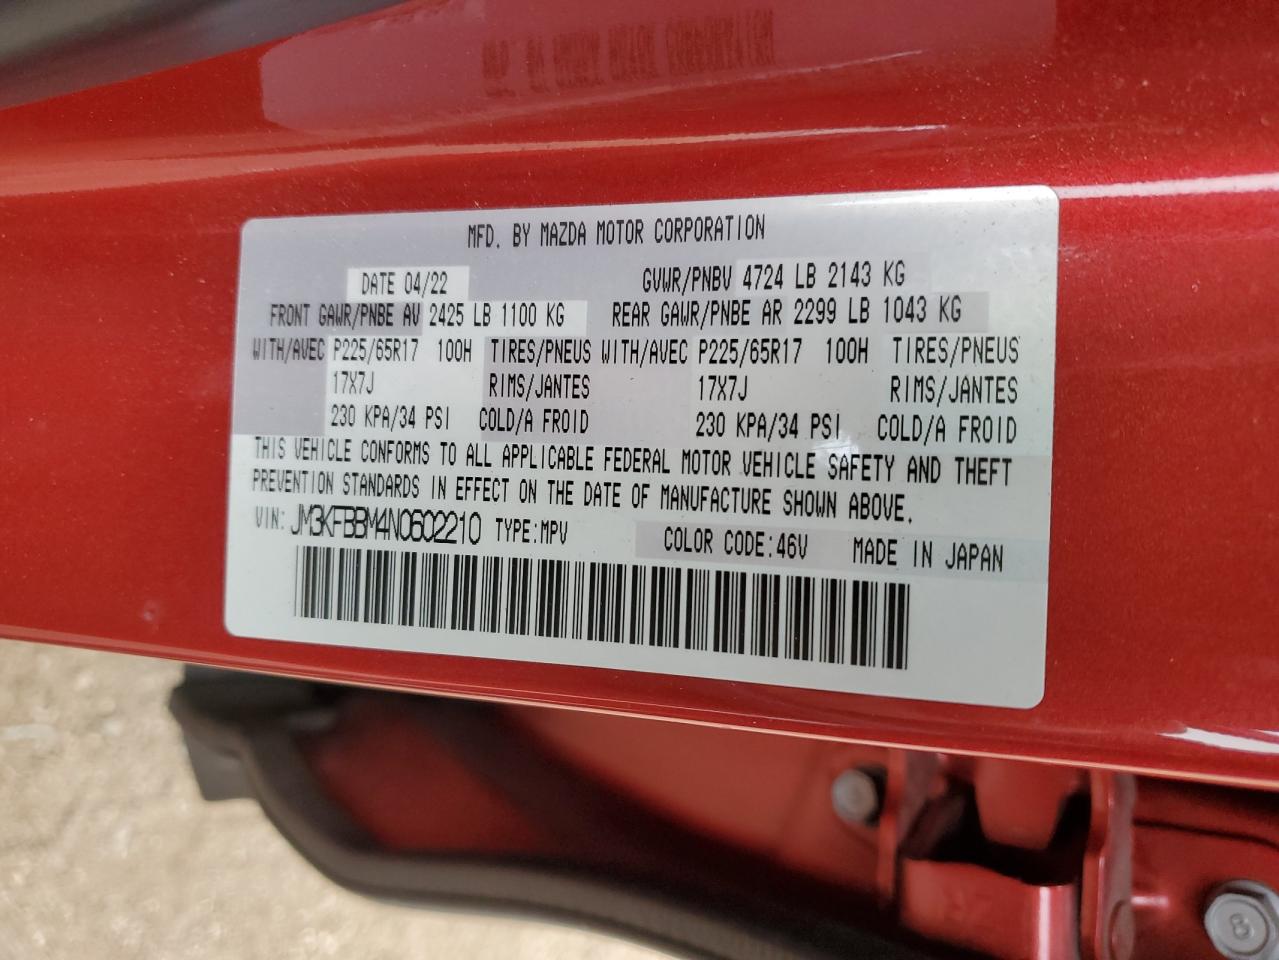 MFD. BY MAZDA MOTOR CORPORATION
DATE 04/22 GVWR/PNBV 4724 LB 2143 KG
FRONT GAWR/PNBE AV 2425 LB 1100 KG REAR GAWR/PNBE AR 2299 LB 1043 KG
WITH/AVEC P225/65R17 100H TIRES/PNEUS WITH/AVEC P225/65R17 100H TIRES/PNEUS
17X7J RIMS/JANTES 17X7J RIMS/JANTES
230 KPA/34 PSI COLD/A FROID 230 KPA/34 PSI COLD/A FROID
THIS VEHICLE CONFORMS TO ALL APPLICABLE FEDERAL MOTOR VEHICLE SAFETY AND THEFT
PREVENTION STANDARDS IN EFFECT ON THE DATE OF MANUFACTURE SHOWN ABOVE.
VIN: JM3KFBBM4N0602210 TYPE:MPV COLOR CODE:46V MADE IN JAPAN
8